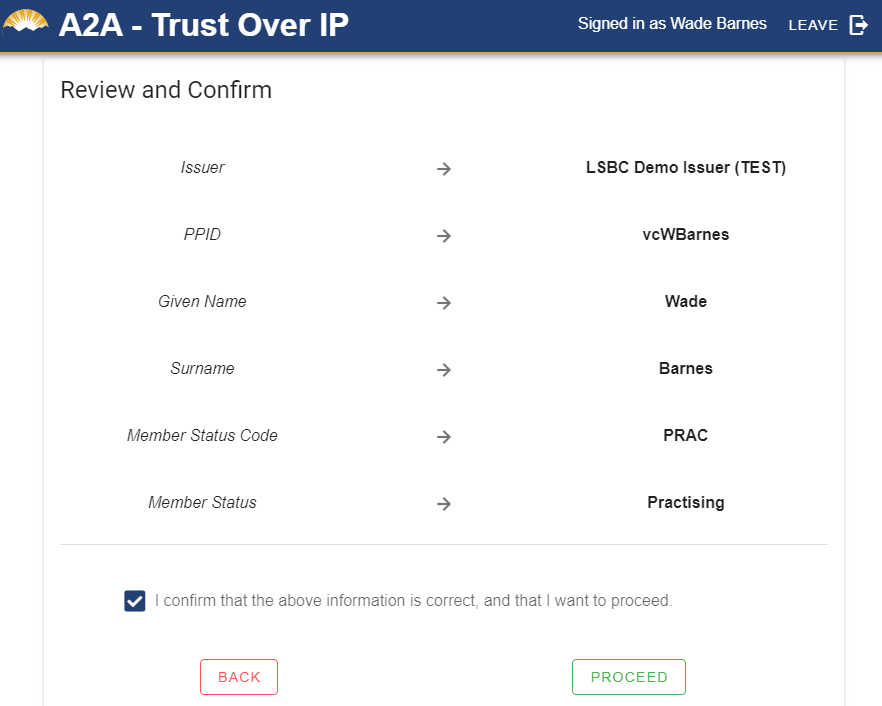 A2A - Trust Over IP
Signed in as Wade Barnes
LEAVE
Review and Confirm
Issuer → LSBC Demo Issuer (TEST)
PPID → vcWBarnes
Given Name → Wade
Surname → Barnes
Member Status Code → PRAC
Member Status → Practising
I confirm that the above information is correct, and that I want to proceed.
BACK
PROCEED